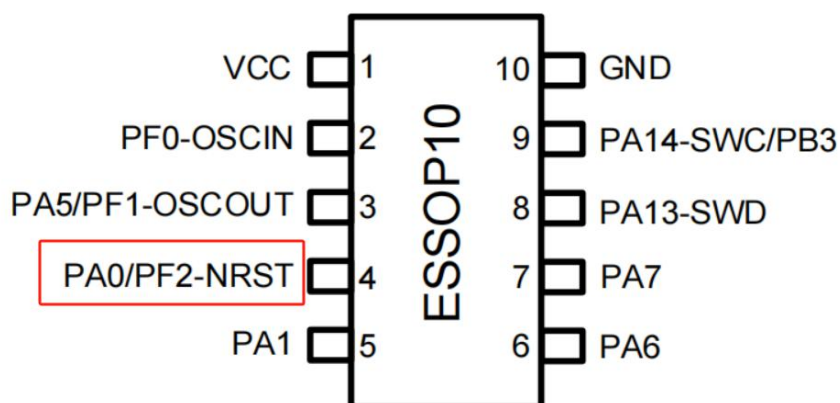 VCC 1 10 GND
PF0-OSCIN 2 9 PA14-SWC/PB3
PA5/PF1-OSCOUT 3 8 PA13-SWD
PA0/PF2-NRST 4 7 PA7
PA1 5 6 PA6
ESSOP10